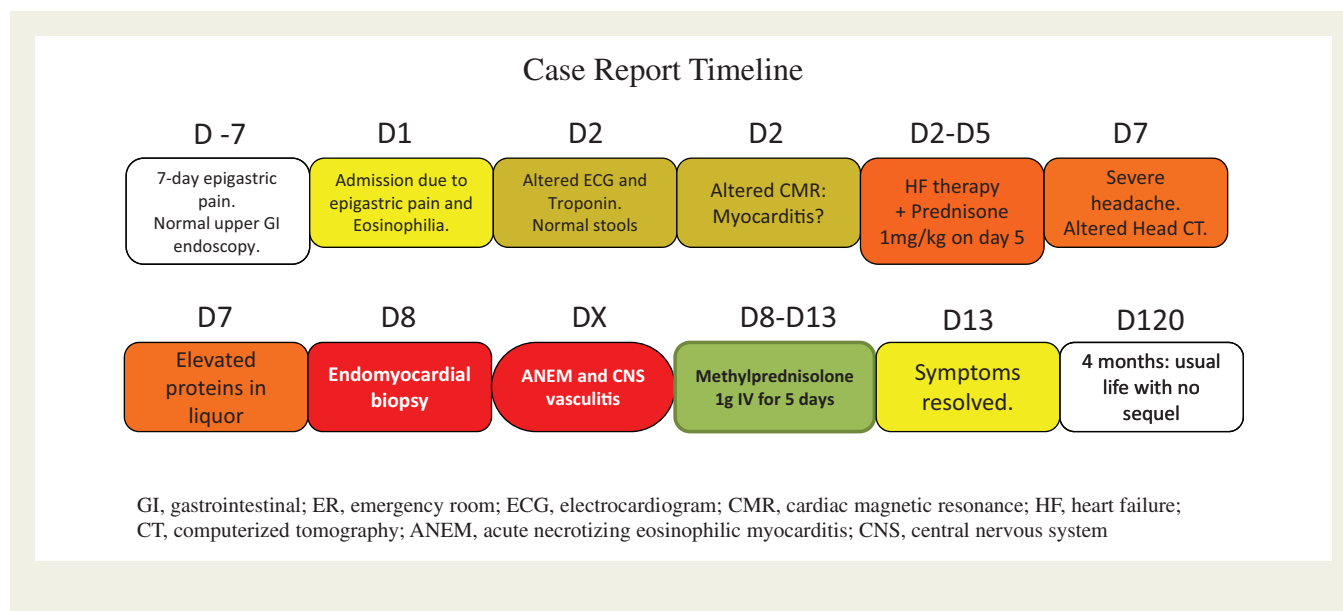 Case Report Timeline
D -7
D1
D2
D2
D2-D5
D7
7-day epigastric
pain.
Normal upper GI
endoscopy.
Admission due to
epigastric pain and
Eosinophilia.
Altered ECG and
Troponin.
Normal stools
Altered CMR:
Myocarditis?
HF therapy
+ Prednisone
1mg/kg on day 5
Severe
headache.
Altered Head CT.
D7
D8
DX
D8-D13
D13
D120
Elevated
proteins in
liquor
Endomyocardial
biopsy
ANEM and CNS
vasculitis
Methylprednisolone
1g IV for 5 days
Symptoms
resolved.
4 months: usual
life with no
sequel
GI, gastrointestinal; ER, emergency room; ECG, electrocardiogram; CMR, cardiac magnetic resonance; HF, heart failure;
CT, computerized tomography; ANEM, acute necrotizing eosinophilic myocarditis; CNS, central nervous system